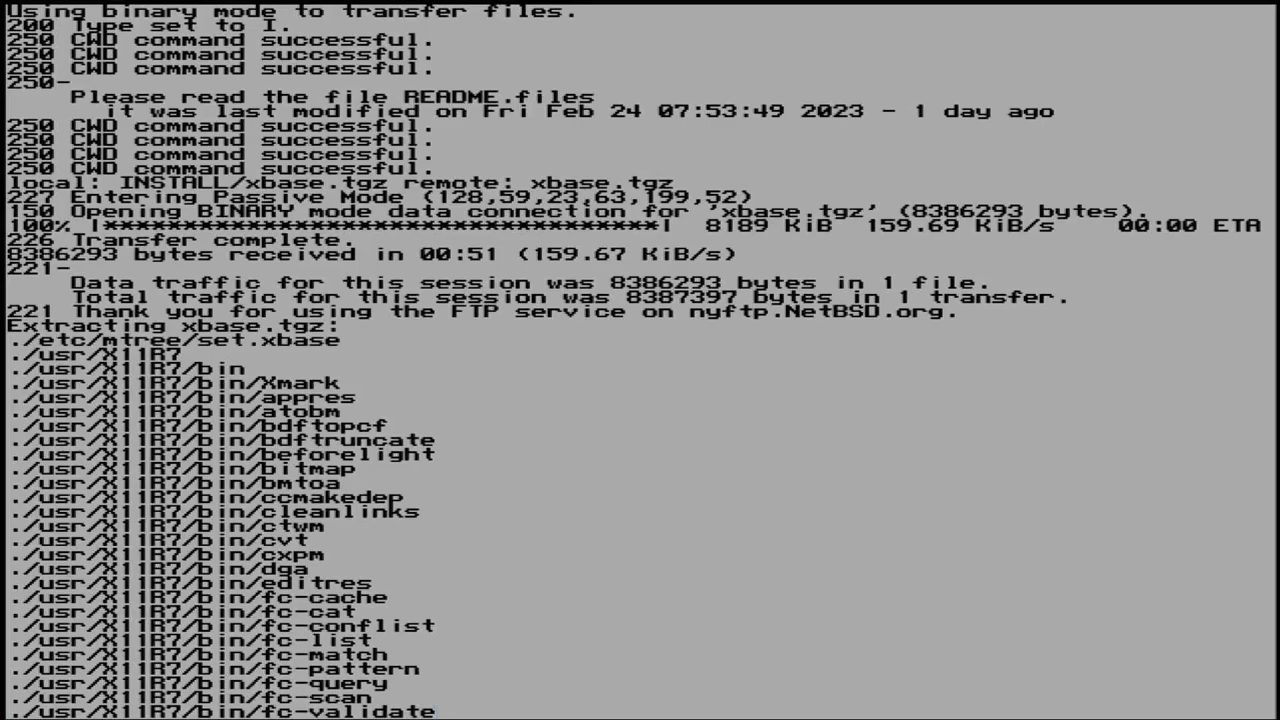 Using binary mode to transfer files.
200 Type set to I.
250 CWD command successful.
250 CWD command successful.
250 CWD command successful.
250-
Please read the file README.files
it was last modified on Fri Feb 24 07:53:49 2023 - 1 day ago
250 CWD command successful.
250 CWD command successful.
250 CWD command successful.
250 CWD command successful.
local: INSTALL/xbase.tgz remote: xbase.tgz
227 Entering Passive Mode (128,59,23,63,199,52)
150 Opening BINARY mode data connection for 'xbase.tgz' (8386293 bytes).
100% |***********************************| 8189 KiB 159.69 KiB/s 00:00 ETA
226 Transfer complete.
8386293 bytes received in 00:51 (159.67 KiB/s)
221-
Data traffic for this session was 8386293 bytes in 1 file.
Total traffic for this session was 8387397 bytes in 1 transfer.
221 Thank you for using the FTP service on nyftp.NetBSD.org.
Extracting xbase.tgz:
./etc/mtree/set.xbase
./usr/X11R7
./usr/X11R7/bin
./usr/X11R7/bin/Xmark
./usr/X11R7/bin/appres
./usr/X11R7/bin/atobm
./usr/X11R7/bin/bdftopcf
./usr/X11R7/bin/bdftruncate
./usr/X11R7/bin/beforelight
./usr/X11R7/bin/bitmap
./usr/X11R7/bin/bmtoa
./usr/X11R7/bin/ccmakedep
./usr/X11R7/bin/cleanlinks
./usr/X11R7/bin/ctwm
./usr/X11R7/bin/cvt
./usr/X11R7/bin/cxpm
./usr/X11R7/bin/dga
./usr/X11R7/bin/editres
./usr/X11R7/bin/fc-cache
./usr/X11R7/bin/fc-cat
./usr/X11R7/bin/fc-conflist
./usr/X11R7/bin/fc-list
./usr/X11R7/bin/fc-match
./usr/X11R7/bin/fc-pattern
./usr/X11R7/bin/fc-query
./usr/X11R7/bin/fc-scan
./usr/X11R7/bin/fc-validate